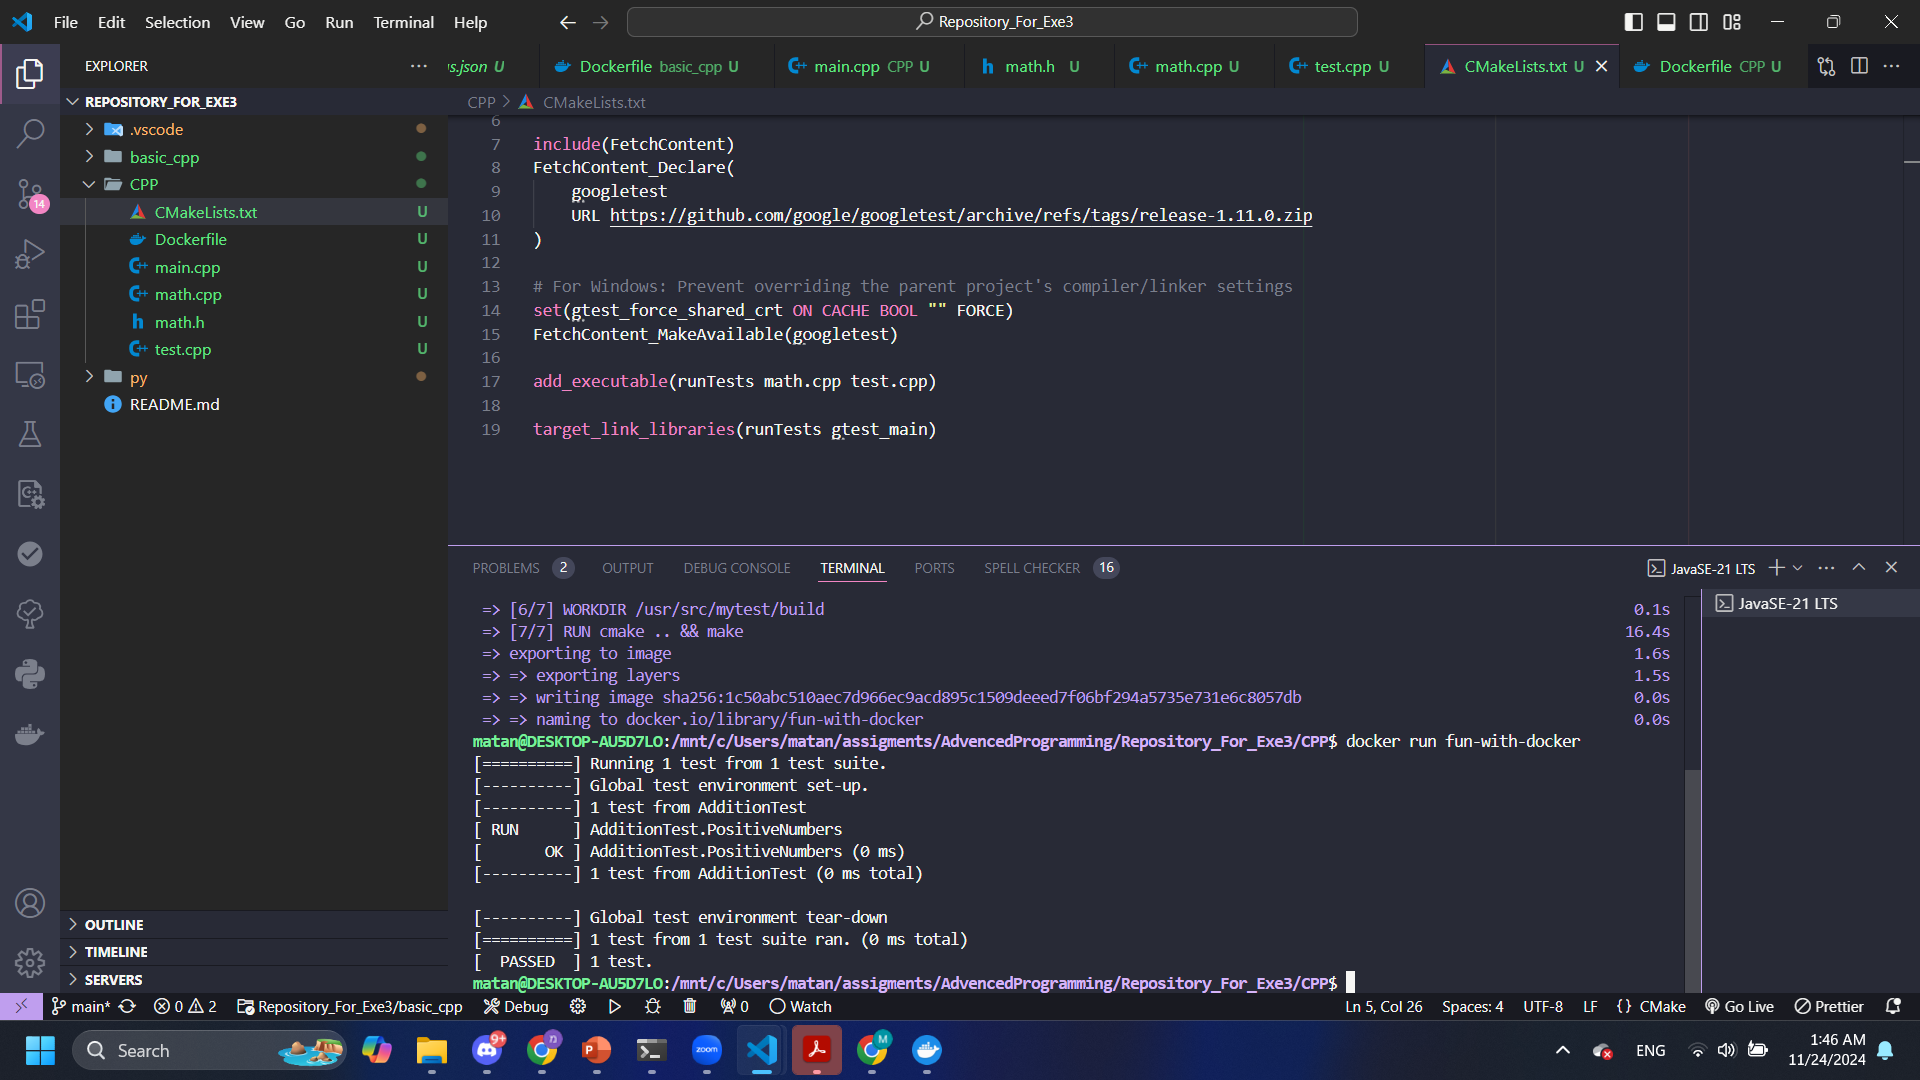 File Edit Selection View Go Run Terminal Help
Repository_For_Exe3
EXPLORER
s.json U
Dockerfile basic_cpp U
main.cpp CPP U
math.h U
math.cpp U
test.cpp U
CMakeLists.txt U
Dockerfile CPP U
REPOSITORY_FOR_EXE3
.vscode
basic_cpp
CPP
CMakeLists.txt U
Dockerfile U
main.cpp U
math.cpp U
math.h U
test.cpp U
py
README.md
14
OUTLINE
TIMELINE
SERVERS
CPP > CMakeLists.txt
6
7 include(FetchContent)
8 FetchContent_Declare(
9 googletest
10 URL https://github.com/google/googletest/archive/refs/tags/release-1.11.0.zip
11 )
12
13 # For Windows: Prevent overriding the parent project's compiler/linker settings
14 set(gtest_force_shared_crt ON CACHE BOOL "" FORCE)
15 FetchContent_MakeAvailable(googletest)
16
17 add_executable(runTests math.cpp test.cpp)
18
19 target_link_libraries(runTests gtest_main)
PROBLEMS 2 OUTPUT DEBUG CONSOLE TERMINAL PORTS SPELL CHECKER 16
JavaSE-21 LTS
JavaSE-21 LTS
=> [6/7] WORKDIR /usr/src/mytest/build 0.1s
=> [7/7] RUN cmake .. && make 16.4s
=> exporting to image 1.6s
=> => exporting layers 1.5s
=> => writing image sha256:1c50abc510aec7d966ec9acd895c1509deeed7f06bf294a5735e731e6c8057db 0.0s
=> => naming to docker.io/library/fun-with-docker 0.0s
matan@DESKTOP-AU5D7LO:/mnt/c/Users/matan/assigments/AdvencedProgramming/Repository_For_Exe3/CPP$ docker run fun-with-docker
[==========] Running 1 test from 1 test suite.
[----------] Global test environment set-up.
[----------] 1 test from AdditionTest
[ RUN      ] AdditionTest.PositiveNumbers
[       OK ] AdditionTest.PositiveNumbers (0 ms)
[----------] 1 test from AdditionTest (0 ms total)
[----------] Global test environment tear-down
[==========] 1 test from 1 test suite ran. (0 ms total)
[  PASSED  ] 1 test.
matan@DESKTOP-AU5D7LO:/mnt/c/Users/matan/assigments/AdvencedProgramming/Repository_For_Exe3/CPP$
main* 0 2 Repository_For_Exe3/basic_cpp Debug 0 Watch
Ln 5, Col 26 Spaces: 4 UTF-8 LF {} CMake Go Live Prettier
Search
9+
n
zoom
M
ENG
1:46 AM
11/24/2024